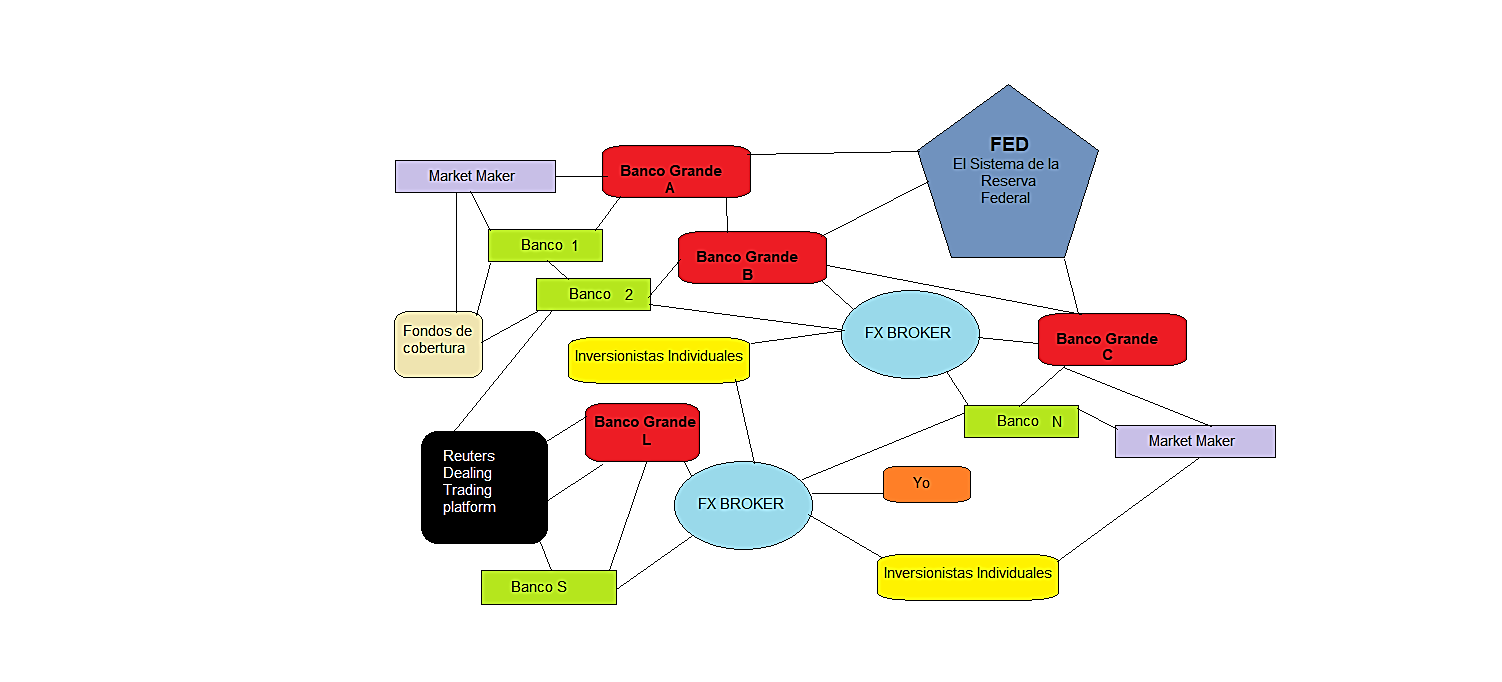 FED
El Sistema de la
Reserva
Federal
Market Maker
Banco Grande
A
Banco 1
Banco Grande
B
Banco 2
Fondos de
cobertura
FX BROKER
Banco Grande
C
Inversionistas Individuales
Banco Grande
L
Banco N
Market Maker
Reuters
Dealing
Trading
platform
FX BROKER
Yo
Banco S
Inversionistas Individuales